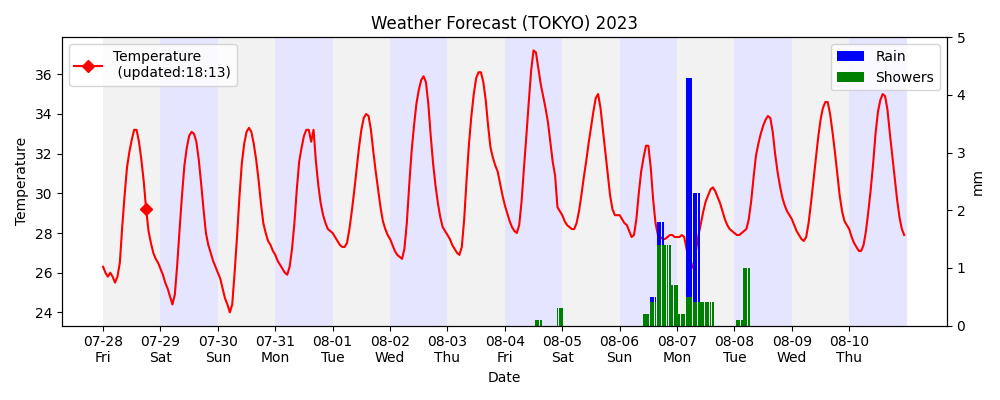 Weather Forecast (TOKYO) 2023
Temperature
(updated:18:13)
Rain
Showers
Temperature
36
34
32
30
28
26
24
5
4
3
2
1
0
mm
07-28 07-29 07-30 07-31 08-01 08-02 08-03 08-04 08-05 08-06 08-07 08-08 08-09 08-10
Fri Sat Sun Mon Tue Wed Thu Fri Sat Sun Mon Tue Wed Thu
Date